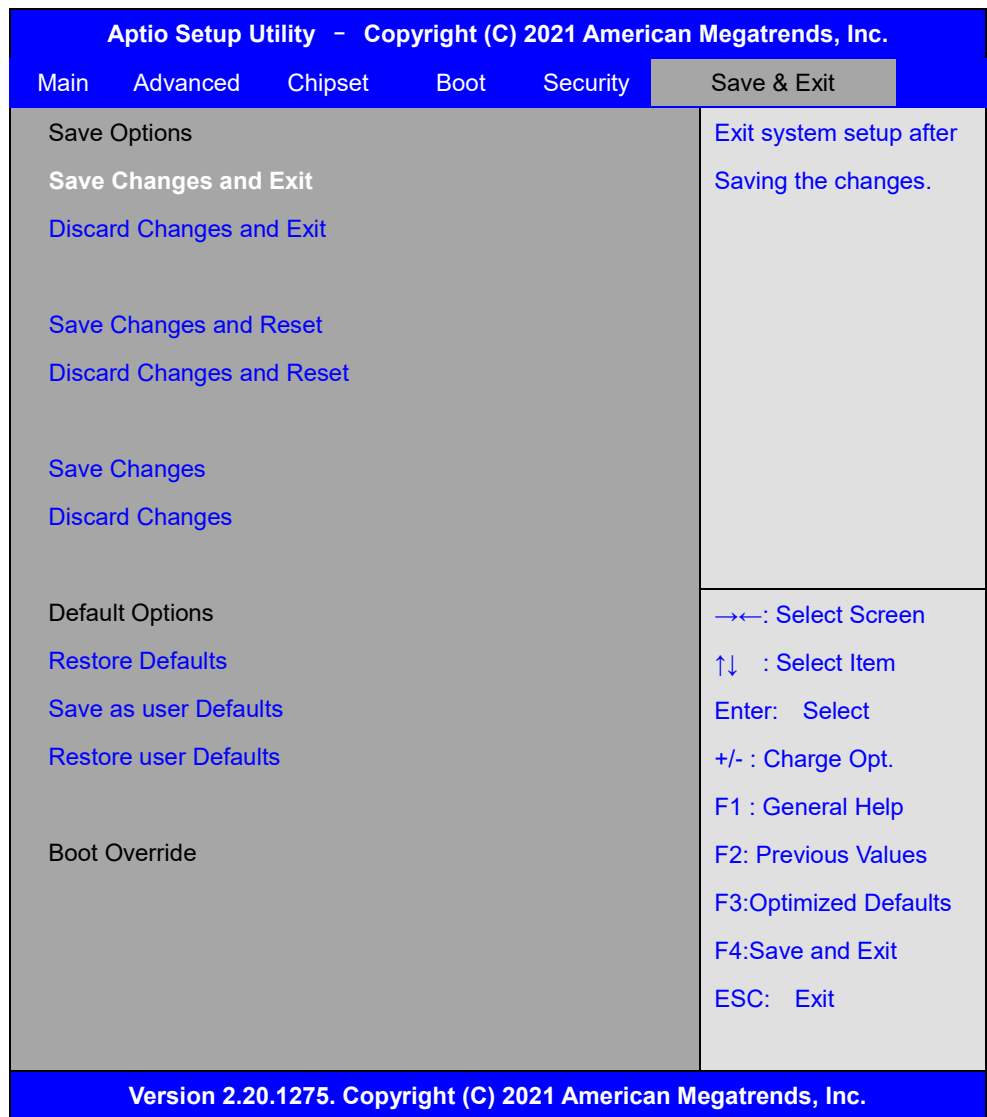 Aptio Setup Utility – Copyright (C) 2021 American Megatrends, Inc.
Main Advanced Chipset Boot Security Save & Exit
Save Options
Save Changes and Exit
Discard Changes and Exit
Save Changes and Reset
Discard Changes and Reset
Save Changes
Discard Changes
Default Options
Restore Defaults
Save as user Defaults
Restore user Defaults
Boot Override
Exit system setup after
Saving the changes.
→←: Select Screen
↑↓ : Select Item
Enter: Select
+/- : Charge Opt.
F1 : General Help
F2: Previous Values
F3:Optimized Defaults
F4:Save and Exit
ESC: Exit
Version 2.20.1275. Copyright (C) 2021 American Megatrends, Inc.